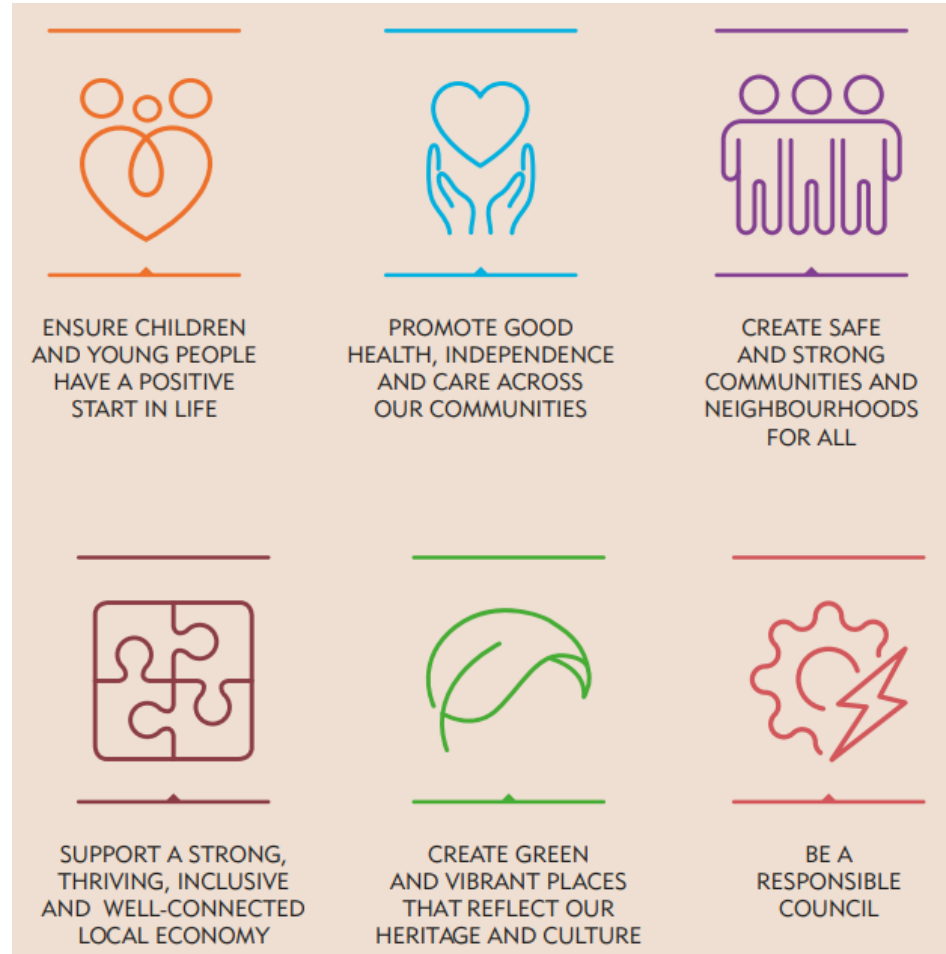 ENSURE CHILDREN
AND YOUNG PEOPLE
HAVE A POSITIVE
START IN LIFE
PROMOTE GOOD
HEALTH, INDEPENDENCE
AND CARE ACROSS
OUR COMMUNITIES
CREATE SAFE
AND STRONG
COMMUNITIES AND
NEIGHBOURHOODS
FOR ALL
SUPPORT A STRONG,
THRIVING, INCLUSIVE
AND WELL-CONNECTED
LOCAL ECONOMY
CREATE GREEN
AND VIBRANT PLACES
THAT REFLECT OUR
HERITAGE AND CULTURE
BE A
RESPONSIBLE
COUNCIL